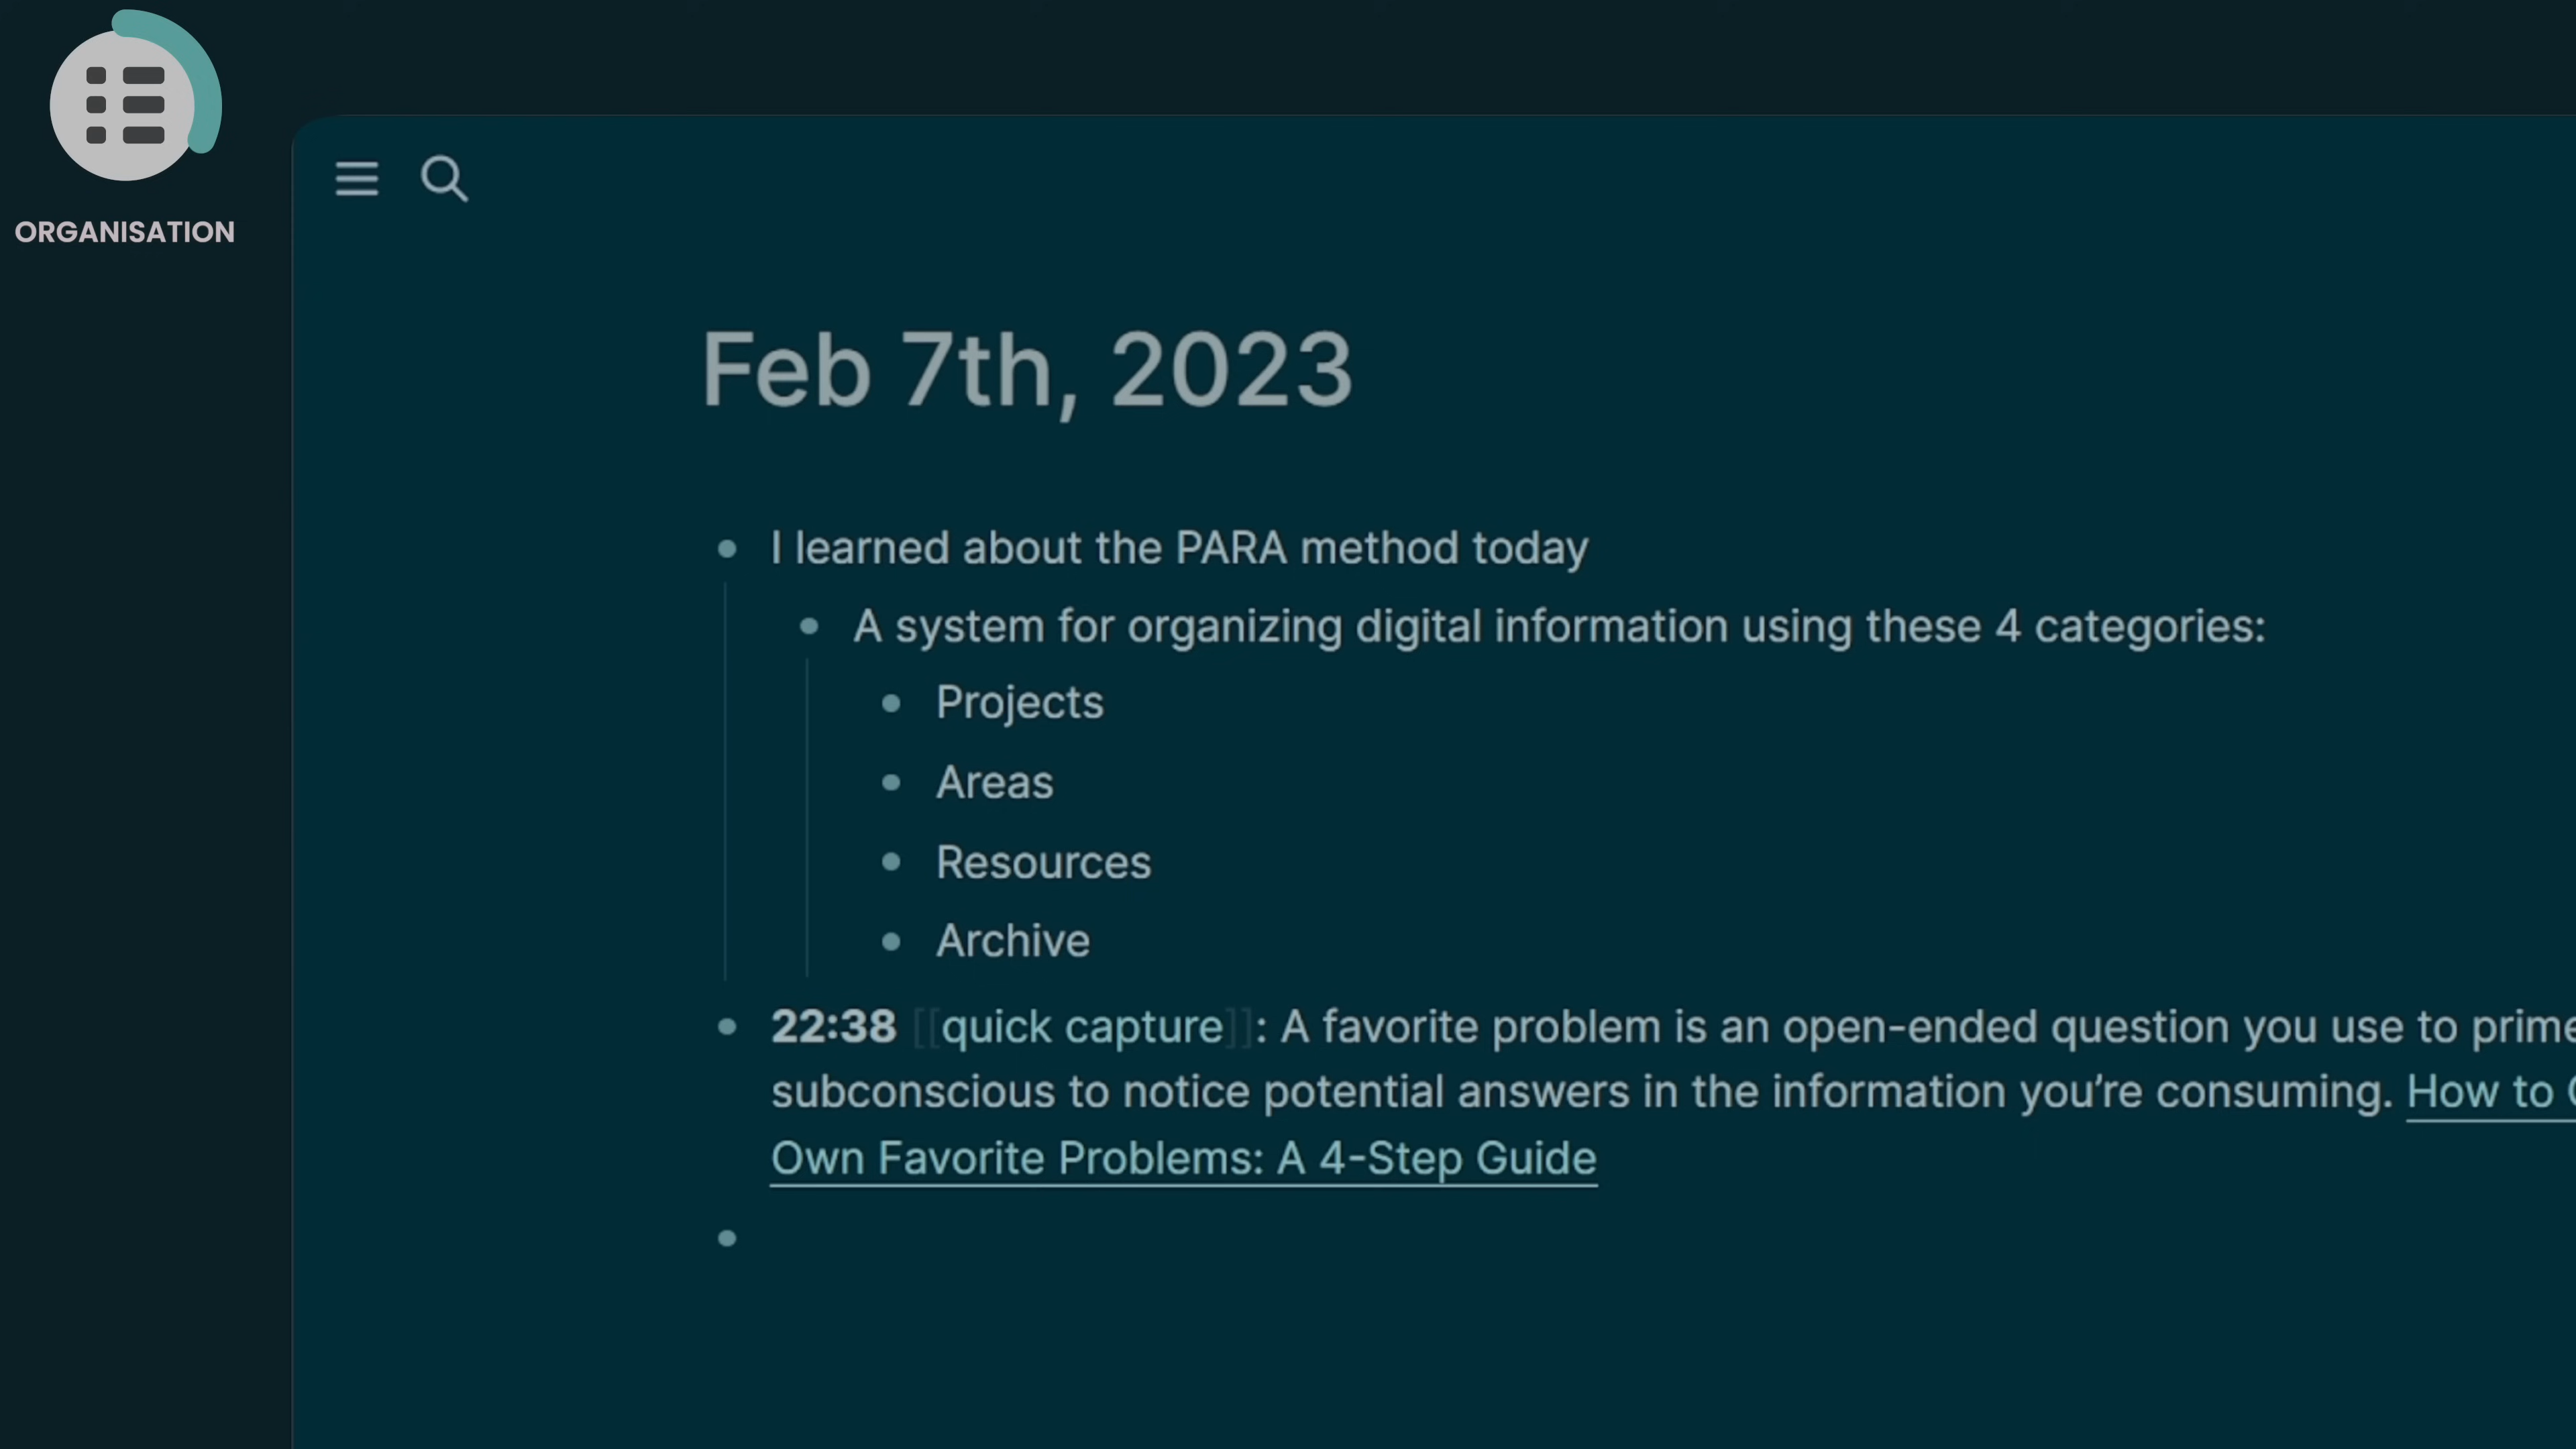 ORGANISATION
Feb 7th, 2023
I learned about the PARA method today
A system for organizing digital information using these 4 categories:
Projects
Areas
Resources
Archive
22:38 [[quick capture]]: A favorite problem is an open-ended question you use to prime
subconscious to notice potential answers in the information you're consuming. How to
Own Favorite Problems: A 4-Step Guide